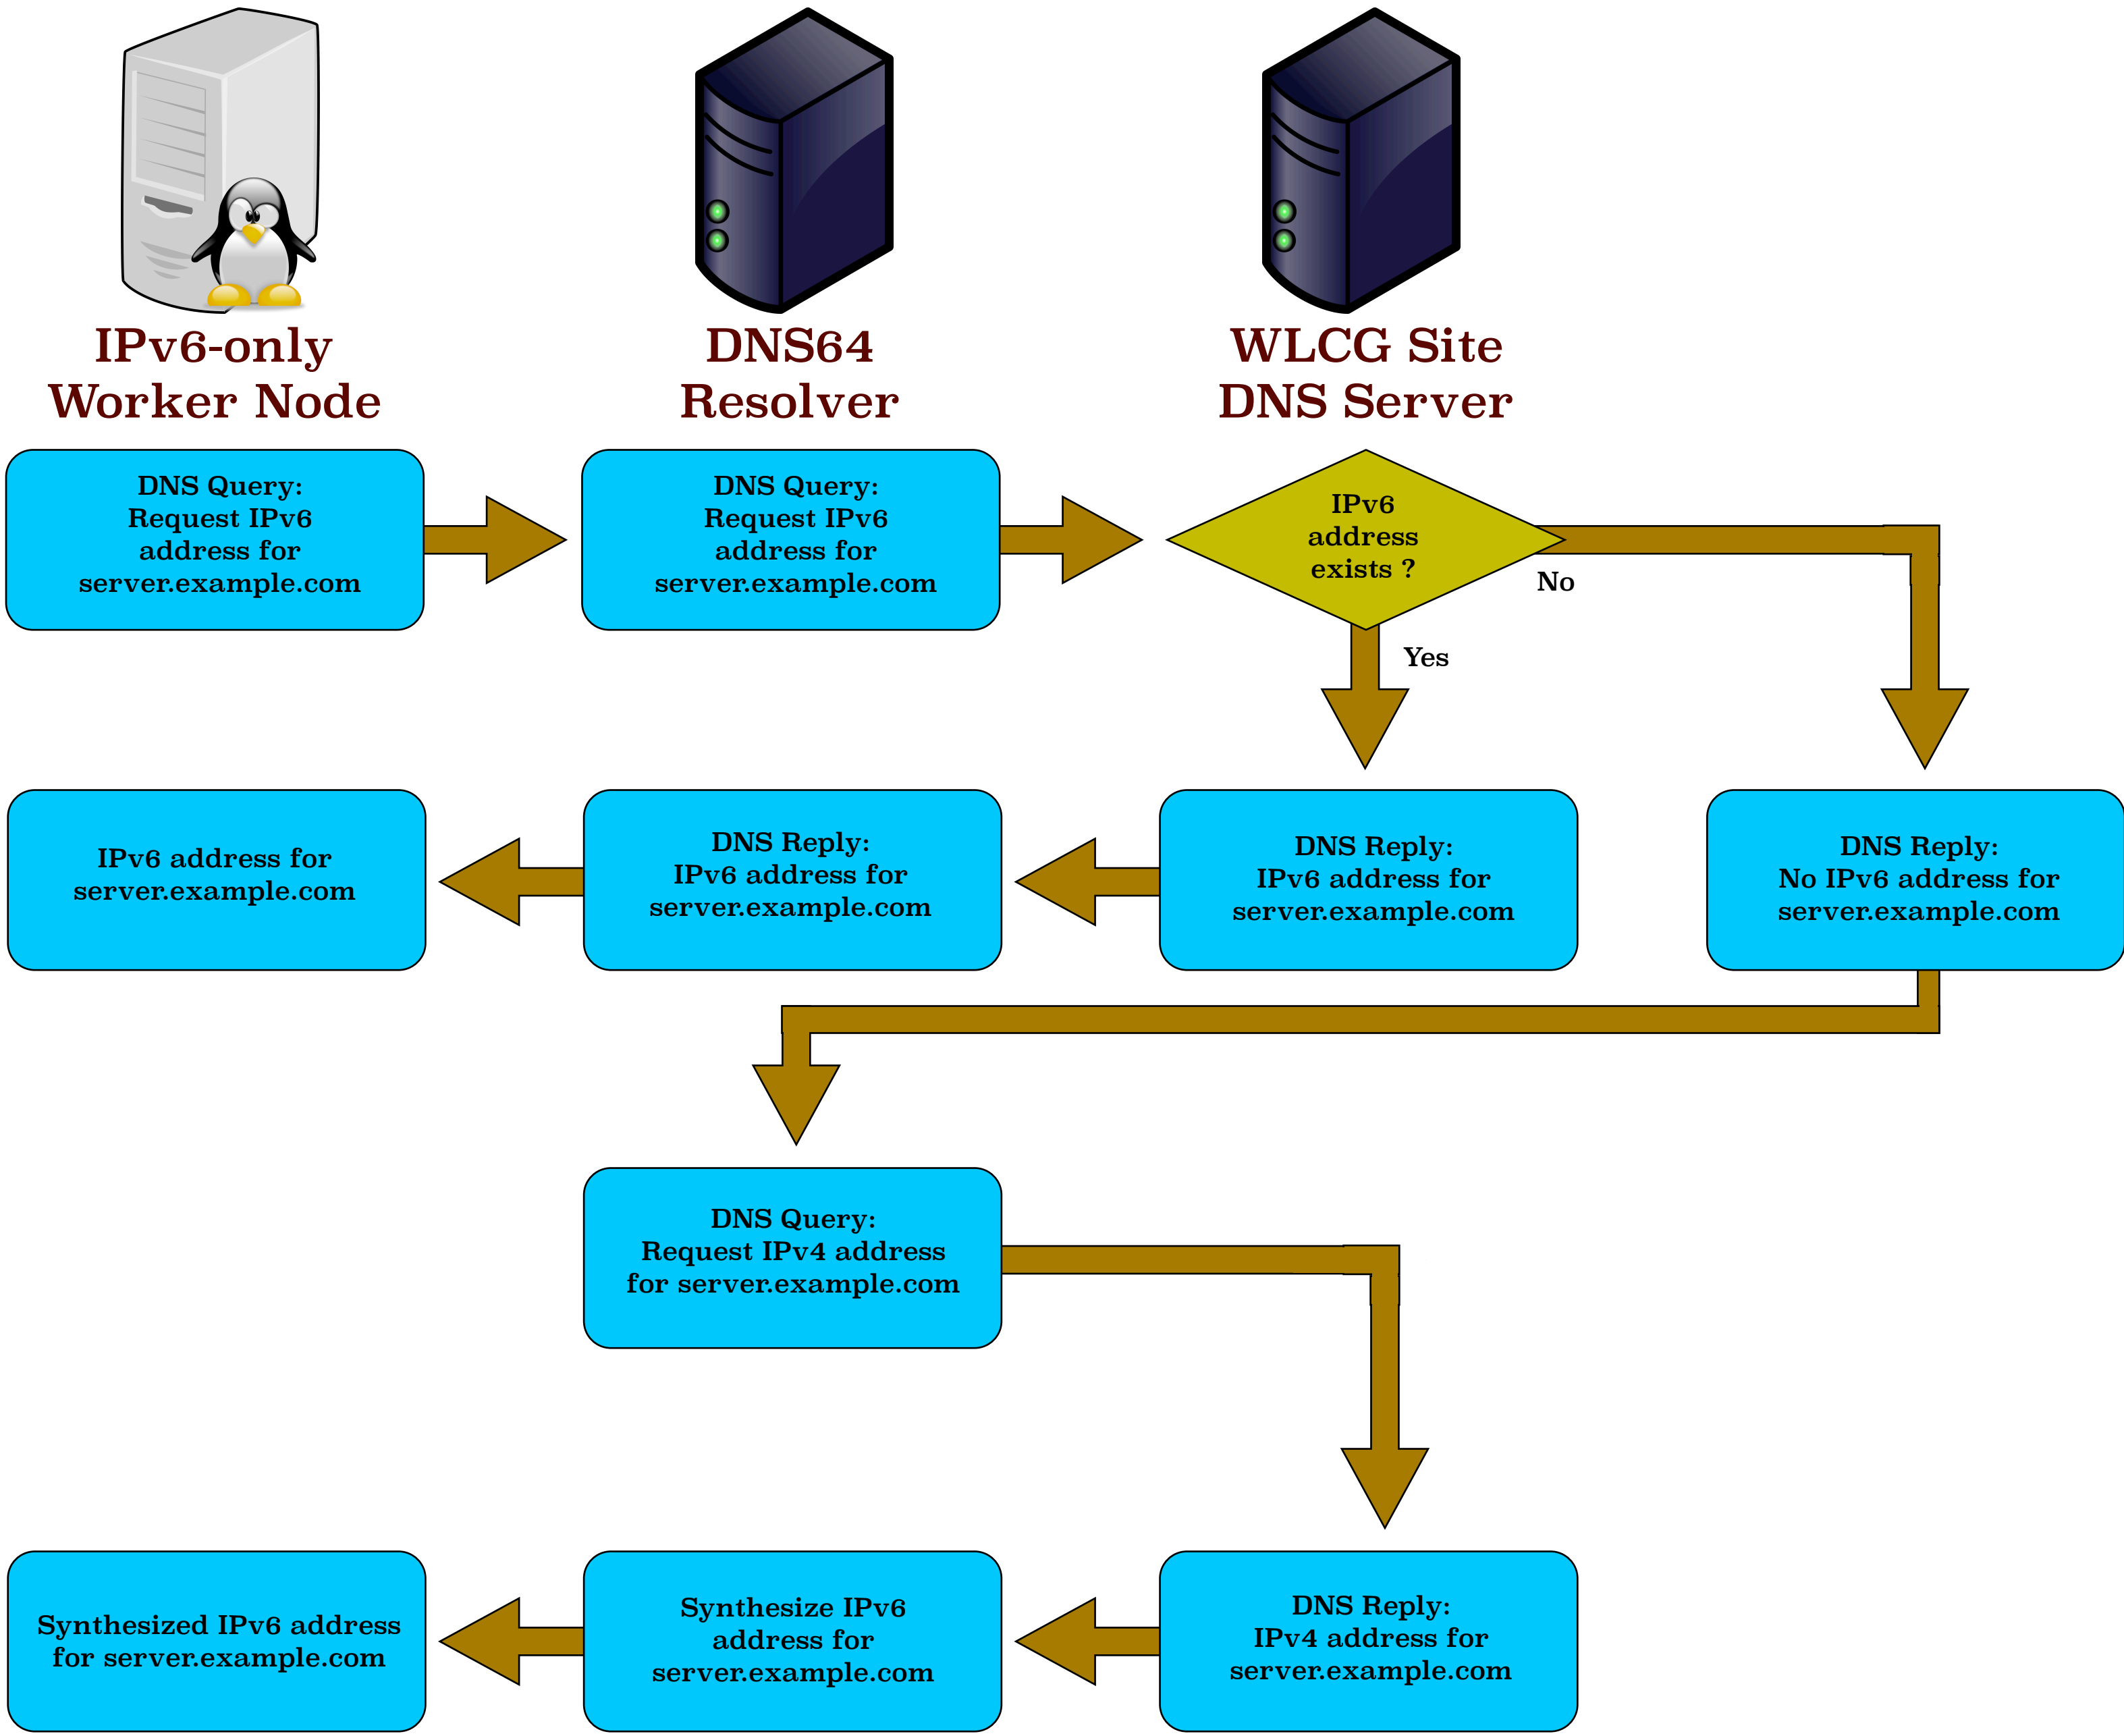 IPv6-only
Worker Node
DNS64
Resolver
WLCG Site
DNS Server
DNS Query:
Request IPv6
address for
server.example.com
DNS Query:
Request IPv6
address for
server.example.com
IPv6
address
exists ?
No
Yes
IPv6 address for
server.example.com
DNS Reply:
IPv6 address for
server.example.com
DNS Reply:
IPv6 address for
server.example.com
DNS Reply:
No IPv6 address for
server.example.com
DNS Query:
Request IPv4 address
for server.example.com
Synthesized IPv6 address
for server.example.com
Synthesize IPv6
address for
server.example.com
DNS Reply:
IPv4 address for
server.example.com